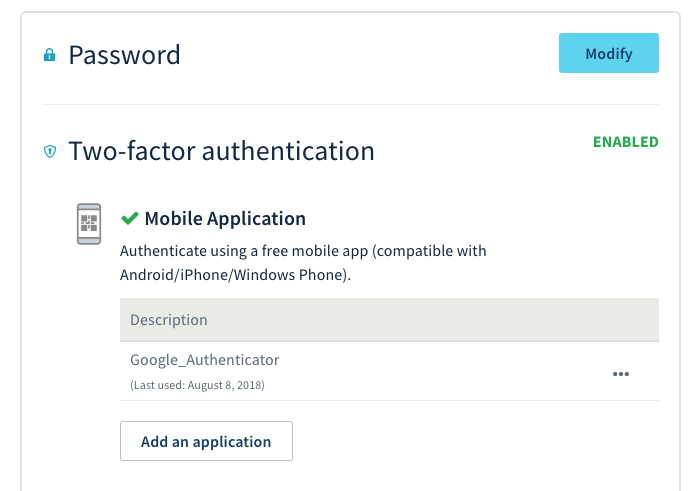 Password
Modify
Two-factor authentication
ENABLED
Mobile Application
Authenticate using a free mobile app (compatible with
Android/iPhone/Windows Phone).
Description
Google_Authenticator
(Last used: August 8, 2018)
Add an application